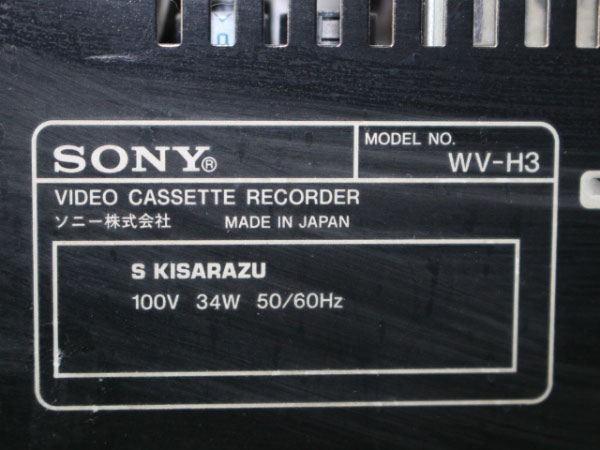 SONY®
MODEL NO.
WV-H3
VIDEO CASSETTE RECORDER
ソニー株式会社 MADE IN JAPAN
S KISARAZU
100V 34W 50/60Hz